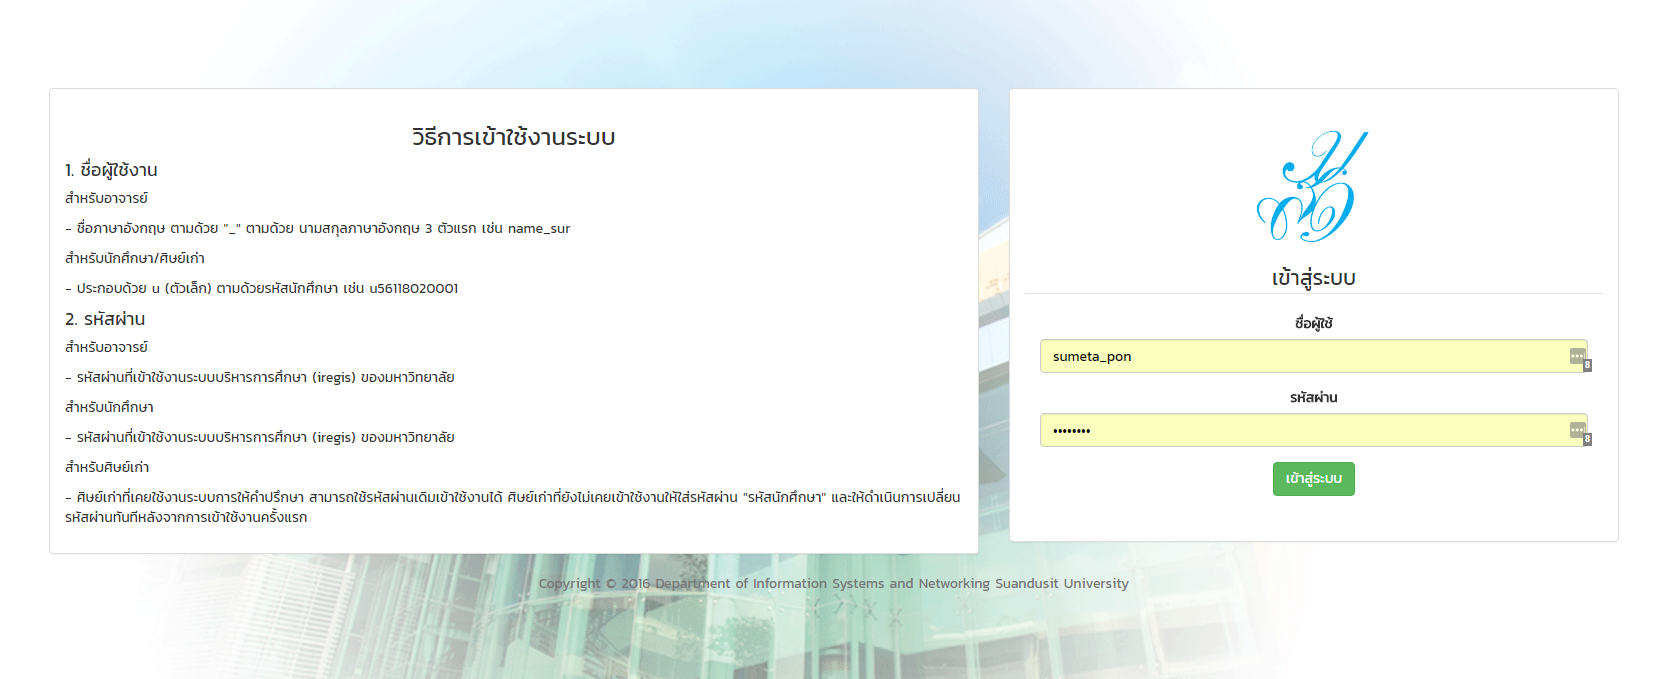 วิธีการเข้าใช้งานระบบ
1. ชื่อผู้ใช้งาน
สำหรับอาจารย์
- ชื่อภาษาอังกฤษ ตามด้วย "_" ตามด้วย นามสกุลภาษาอังกฤษ 3 ตัวแรก เช่น name_sur
สำหรับนักศึกษา/ศิษย์เก่า
- ประกอบด้วย u (ตัวเล็ก) ตามด้วยรหัสนักศึกษา เช่น u56118020001
2. รหัสผ่าน
สำหรับอาจารย์
- รหัสผ่านที่เข้าใช้งานระบบบริหารการศึกษา (iregis) ของมหาวิทยาลัย
สำหรับนักศึกษา
- รหัสผ่านที่เข้าใช้งานระบบบริหารการศึกษา (iregis) ของมหาวิทยาลัย
สำหรับศิษย์เก่า
- ศิษย์เก่าที่เคยใช้งานระบบการให้คำปรึกษา สามารถใช้รหัสผ่านเดิมเข้าใช้งานได้ ศิษย์เก่าที่ยังไม่เคยเข้าใช้งานให้ใส่รหัสผ่าน "รหัสนักศึกษา" และให้ดำเนินการเปลี่ยน
รหัสผ่านทันทีหลังจากการเข้าใช้งานครั้งแรก
เข้าสู่ระบบ
ชื่อผู้ใช้
sumeta_pon
8
รหัสผ่าน
••••••••
8
เข้าสู่ระบบ
Copyright © 2016 Department of Information Systems and Networking Suandusit University